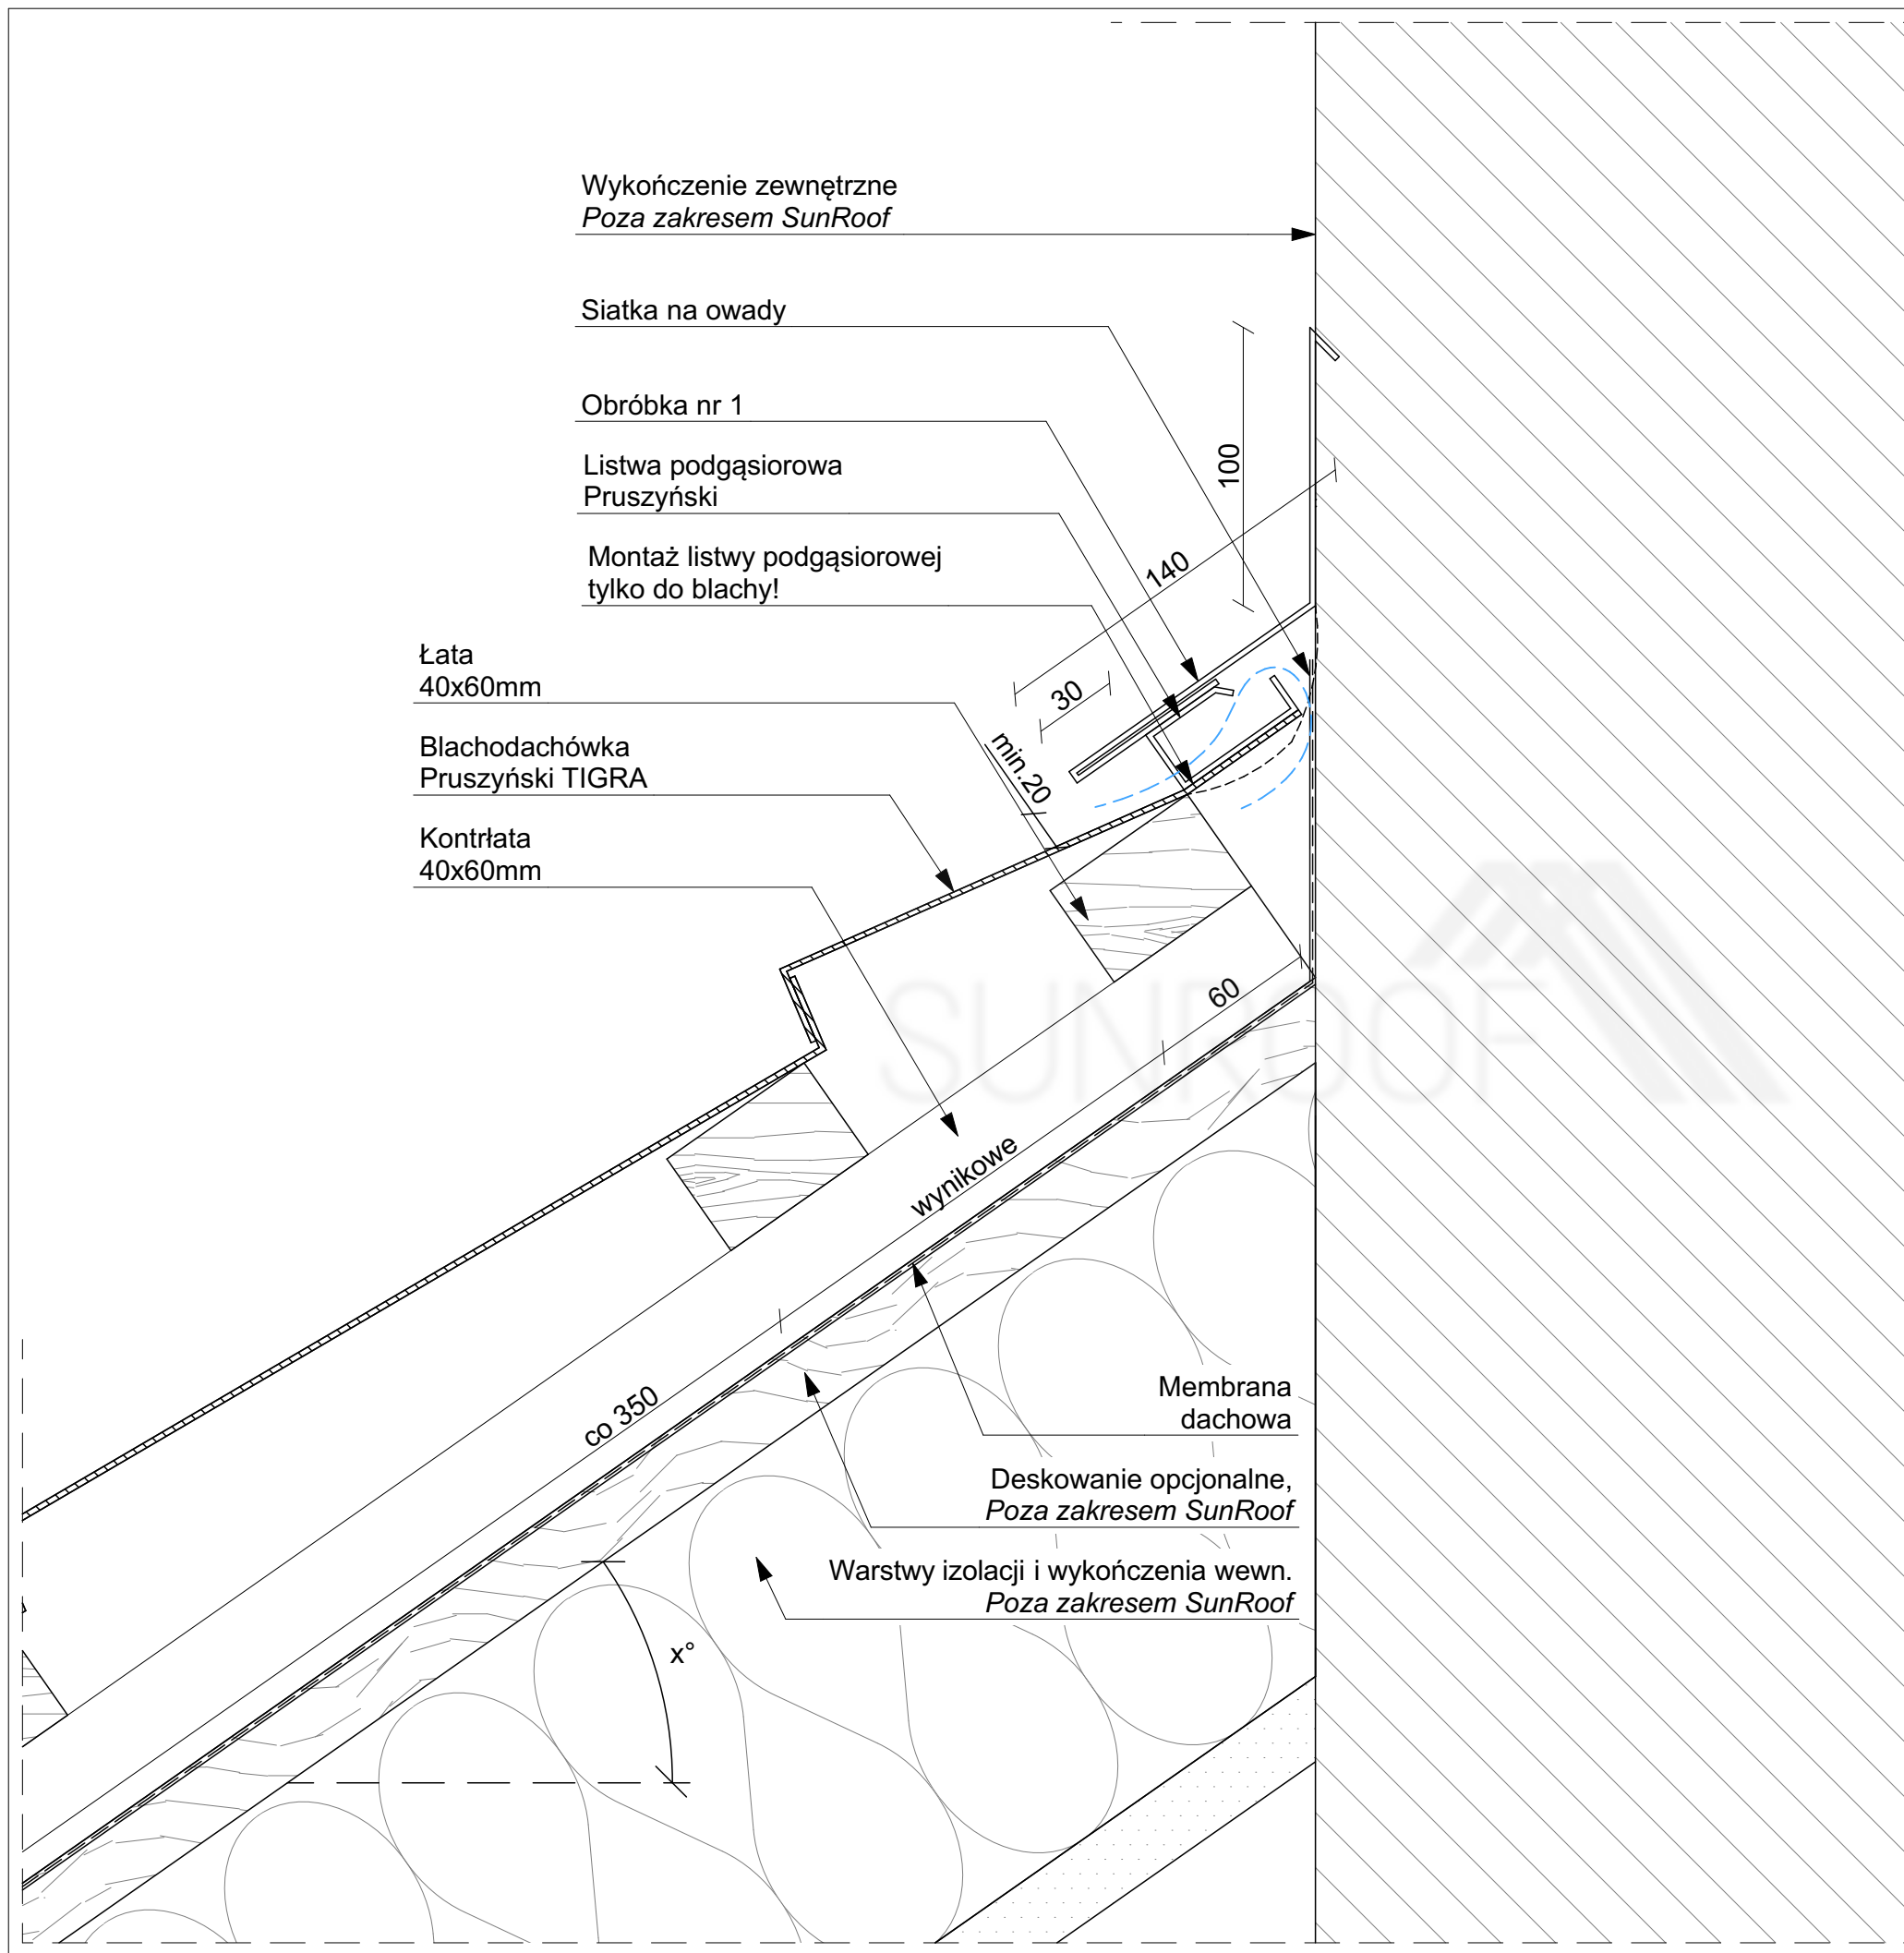 Wykończenie zewnętrzne
Poza zakresem SunRoof
Siatka na owady
Obróbka nr 1
Listwa podgąsiorowa
Pruszyński
Montaż listwy podgąsiorowej
tylko do blachy!
Łata
40x60mm
Blachodachówka
Pruszyński TIGRA
Kontrłata
40x60mm
100
140
30
min.20
60
wynikowe
co 350
SUNROOF
Membrana
dachowa
Deskowanie opcjonalne,
Poza zakresem SunRoof
Warstwy izolacji i wykończenia wewn.
Poza zakresem SunRoof
x°